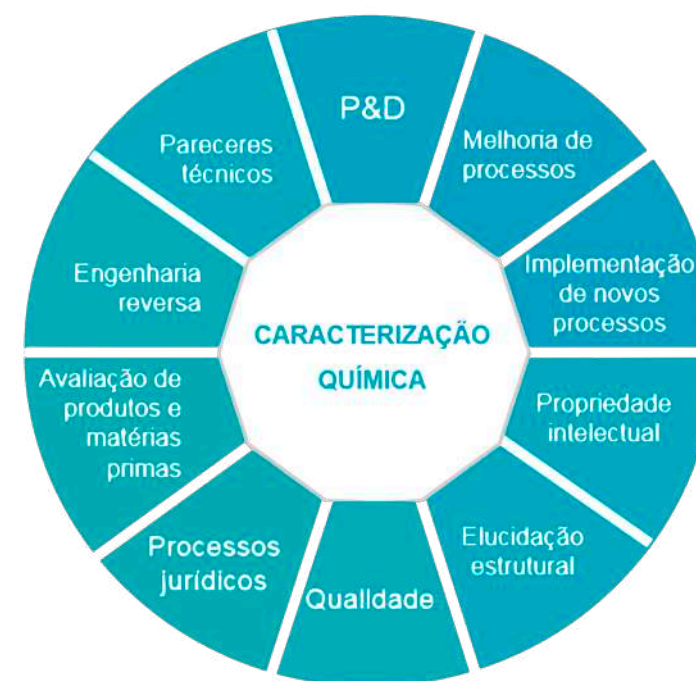 P&D
Melhoria de
processos
Implementação
de novos
processos
Propriedade
intelectual
Elucidação
estrutural
Qualidade
Processos
jurídicos
Avaliação de
produtos e
matérias
primas
Engenharia
reversa
Pareceres
técnicos
CARACTERIZAÇÃO
QUÍMICA